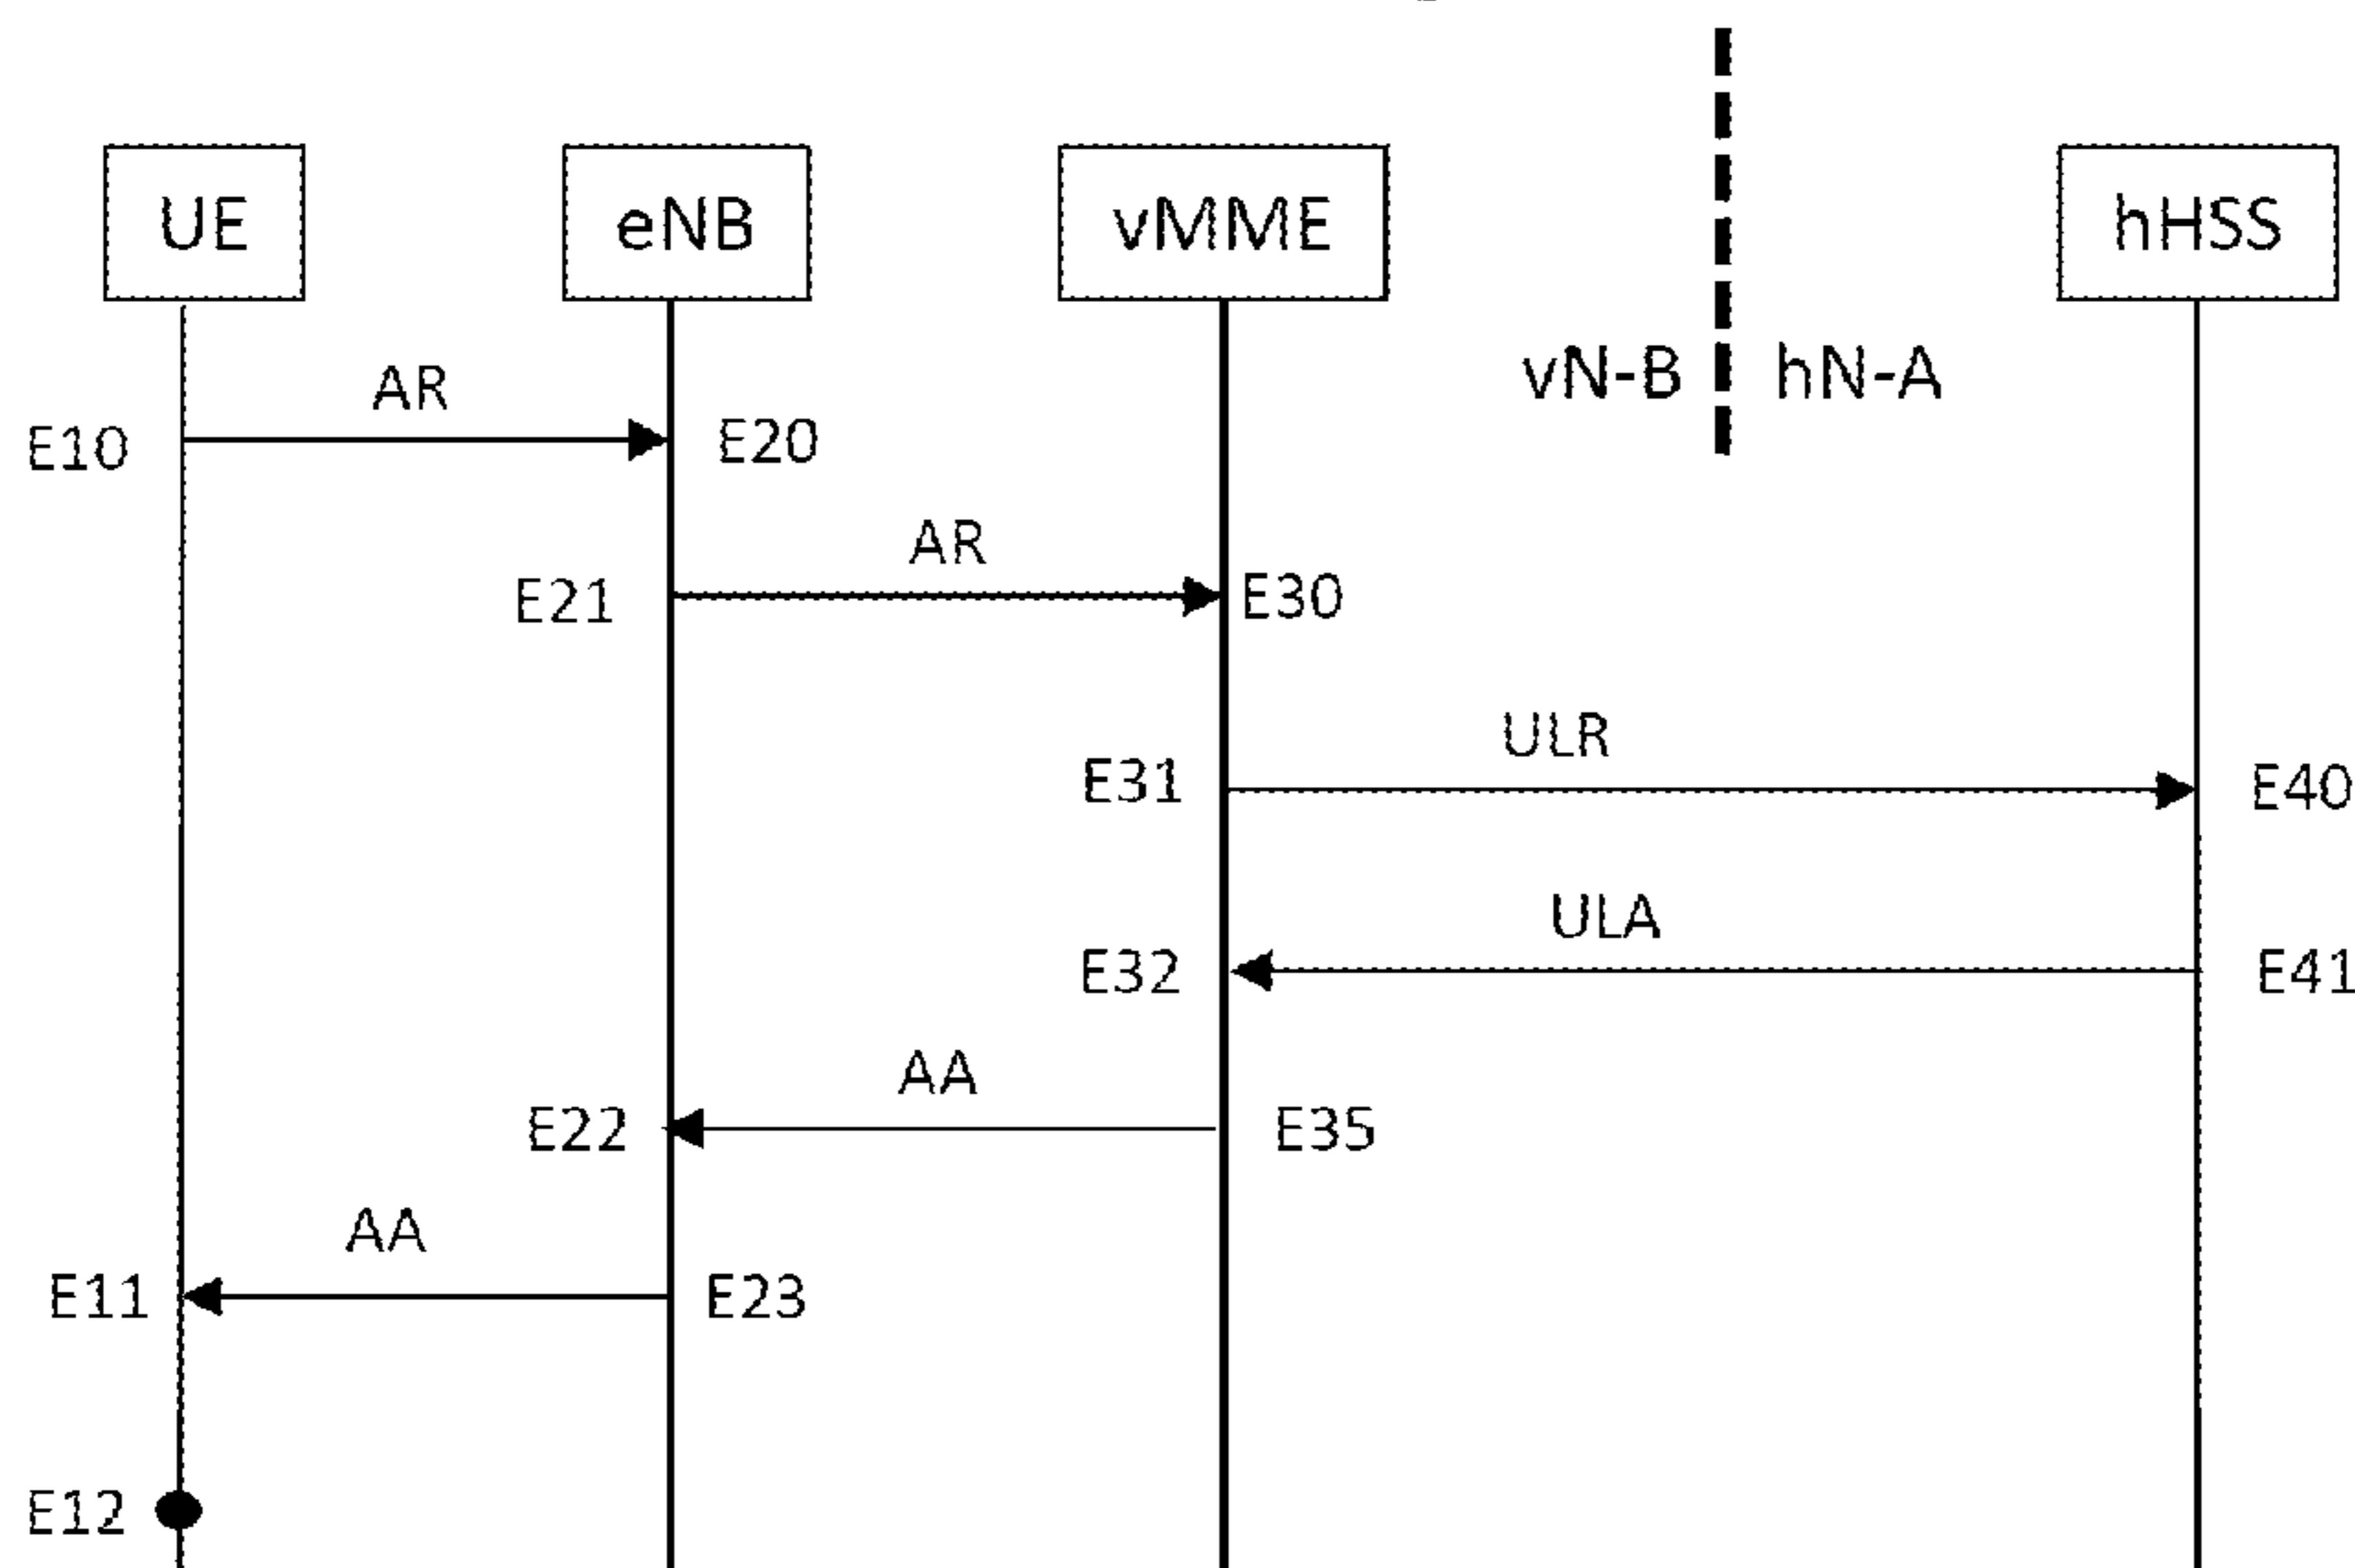 UE eNB vMME hHSS
vN-B hN-A
AR
E10 E20
AR
E21 E30
ULR
E31 E40
ULA
E32 E41
AA
E22 E35
AA
E11 E23
E12